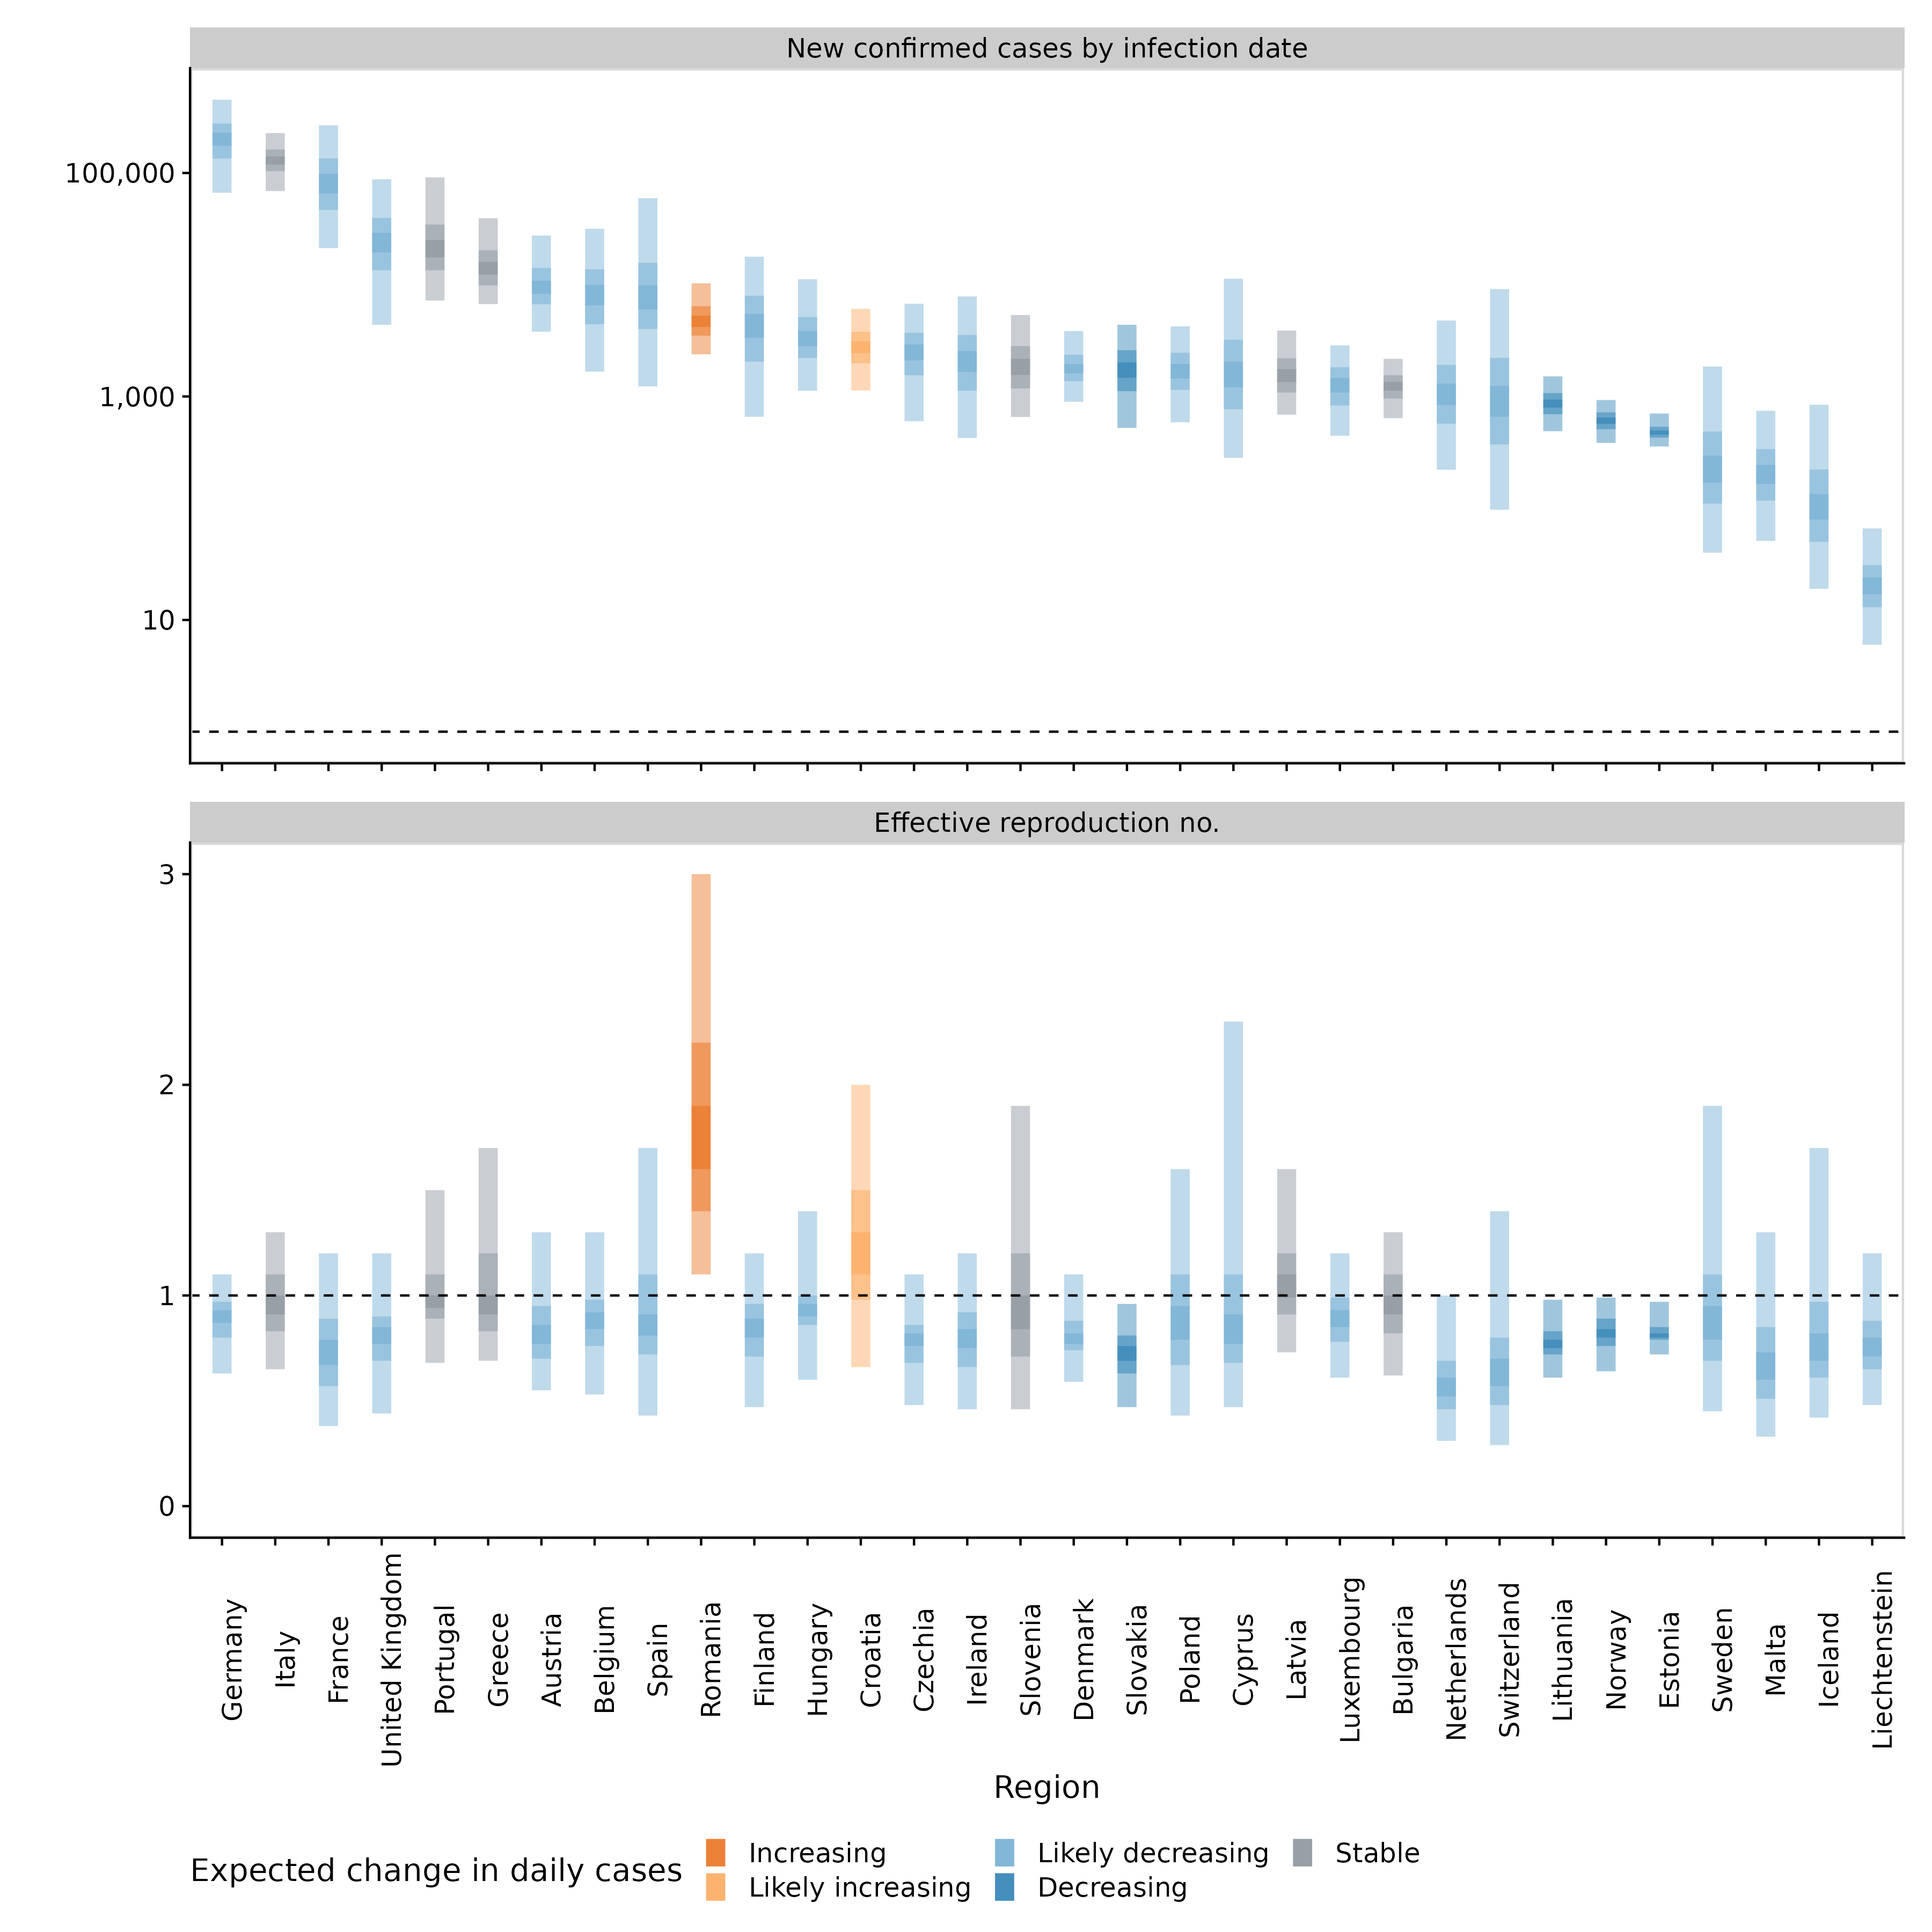 New confirmed cases by infection date
100,000
1,000
10
Effective reproduction no.
3
2
1
0
Germany
Italy
France
United Kingdom
Portugal
Greece
Austria
Belgium
Spain
Romania
Finland
Hungary
Croatia
Czechia
Ireland
Slovenia
Denmark
Slovakia
Poland
Cyprus
Latvia
Luxembourg
Bulgaria
Netherlands
Switzerland
Lithuania
Norway
Estonia
Sweden
Malta
Iceland
Liechtenstein
Region
Expected change in daily cases
Increasing
Likely increasing
Likely decreasing
Decreasing
Stable